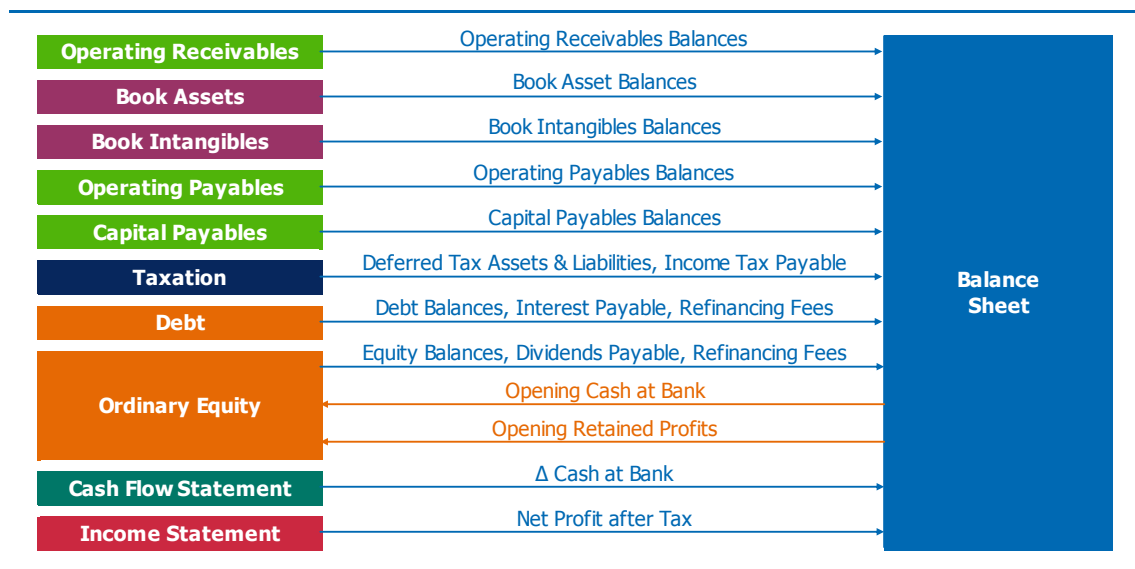 Operating Receivables
Operating Receivables Balances
Book Assets
Book Asset Balances
Book Intangibles
Book Intangibles Balances
Operating Payables
Operating Payables Balances
Capital Payables
Capital Payables Balances
Taxation
Deferred Tax Assets & Liabilities, Income Tax Payable
Debt
Debt Balances, Interest Payable, Refinancing Fees
Ordinary Equity
Equity Balances, Dividends Payable, Refinancing Fees
Opening Cash at Bank
Opening Retained Profits
Cash Flow Statement
Δ Cash at Bank
Income Statement
Net Profit after Tax
Balance
Sheet